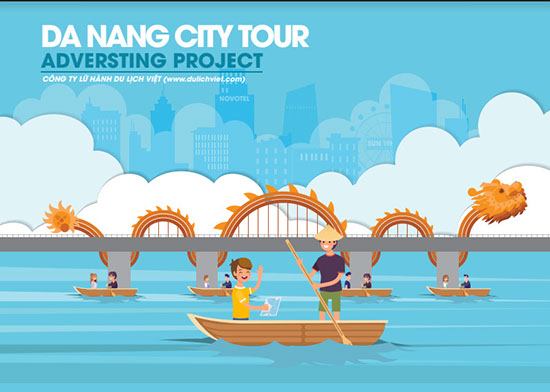 DA NANG CITY TOUR
ADVERSTING PROJECT
CÔNG TY LỮ HÀNH DU LỊCH VIỆT (www.dulichviet.com)
NOVOTEL